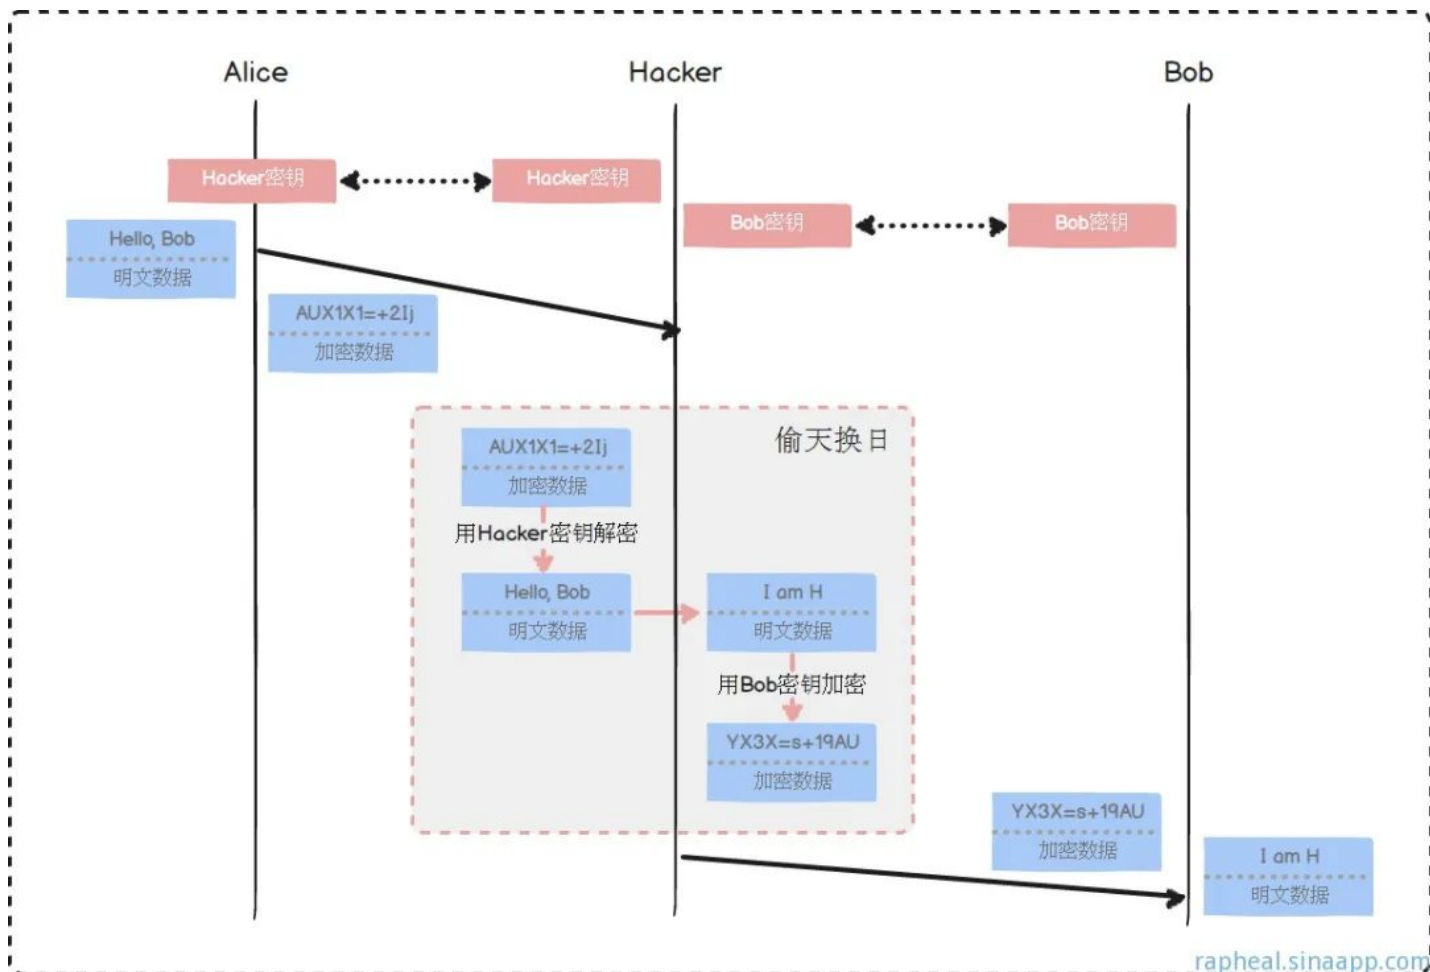 Alice
Hacker
Bob
Hacker密钥
Hacker密钥
Bob密钥
Bob密钥
Hello, Bob
明文数据
AUX1X1=+2Ij
加密数据
偷天换日
AUX1X1=+2Ij
加密数据
用Hacker密钥解密
Hello, Bob
明文数据
I am H
明文数据
用Bob密钥加密
YX3X=s+19AU
加密数据
YX3X=s+19AU
加密数据
I am H
明文数据
rapheal.sinaapp.com